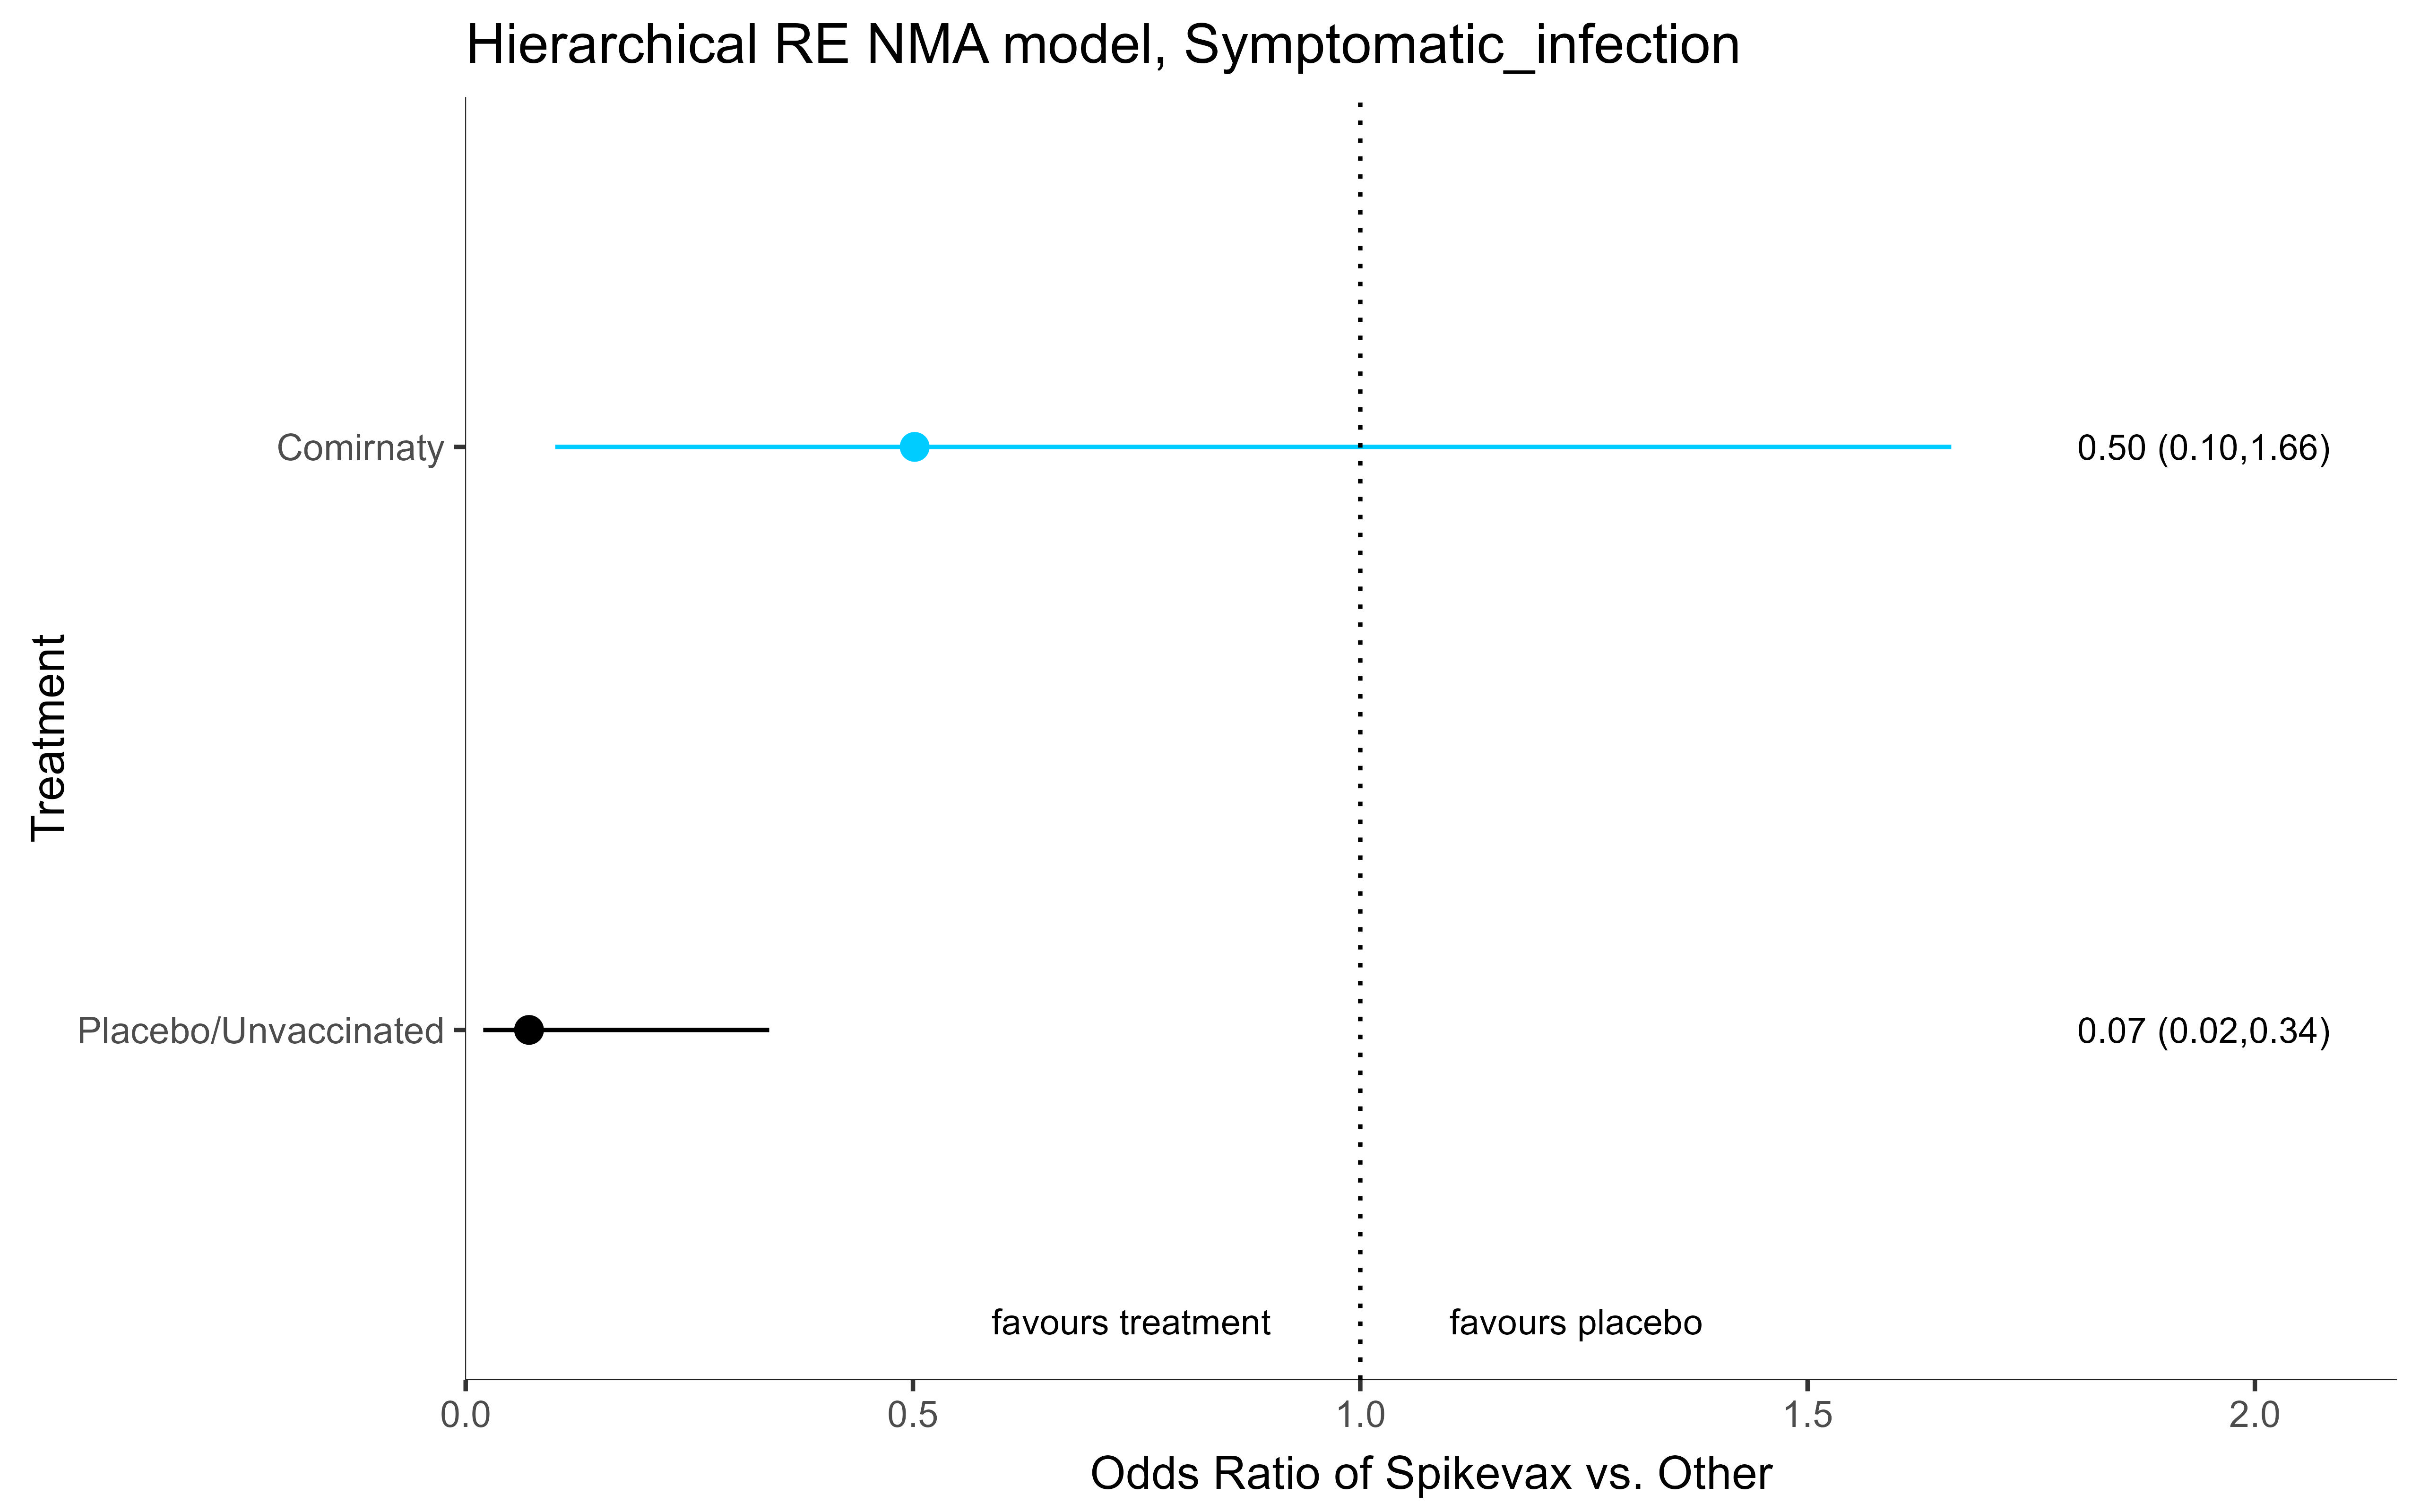 Hierarchical RE NMA model, Symptomatic_infection
Treatment
Comirnaty
0.50 (0.10,1.66)
Placebo/Unvaccinated
0.07 (0.02,0.34)
favours treatment
favours placebo
0.0
0.5
1.0
1.5
2.0
Odds Ratio of Spikevax vs. Other